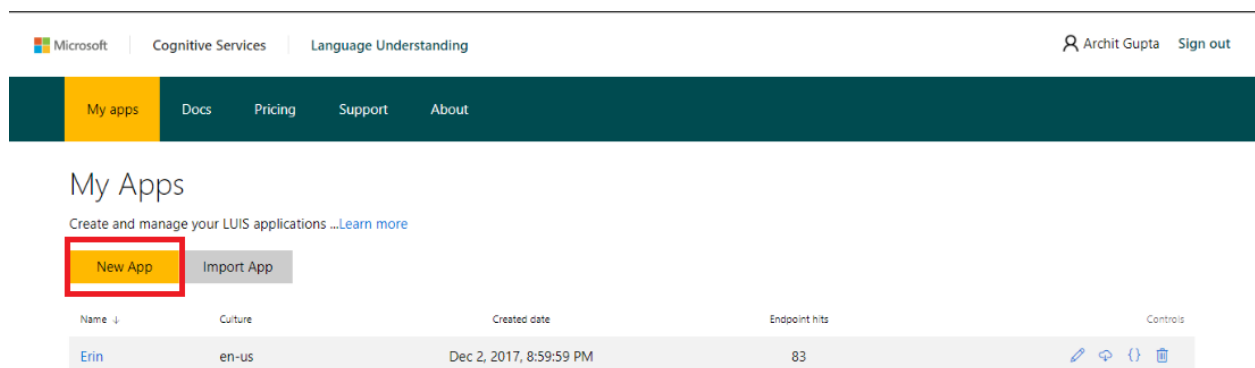 Microsoft Cognitive Services Language Understanding Archit Gupta Sign out
My apps Docs Pricing Support About
My Apps
Create and manage your LUIS applications ...Learn more
New App Import App
Name ↓ Culture Created date Endpoint hits Controls
Erin en-us Dec 2, 2017, 8:59:59 PM 83 {}